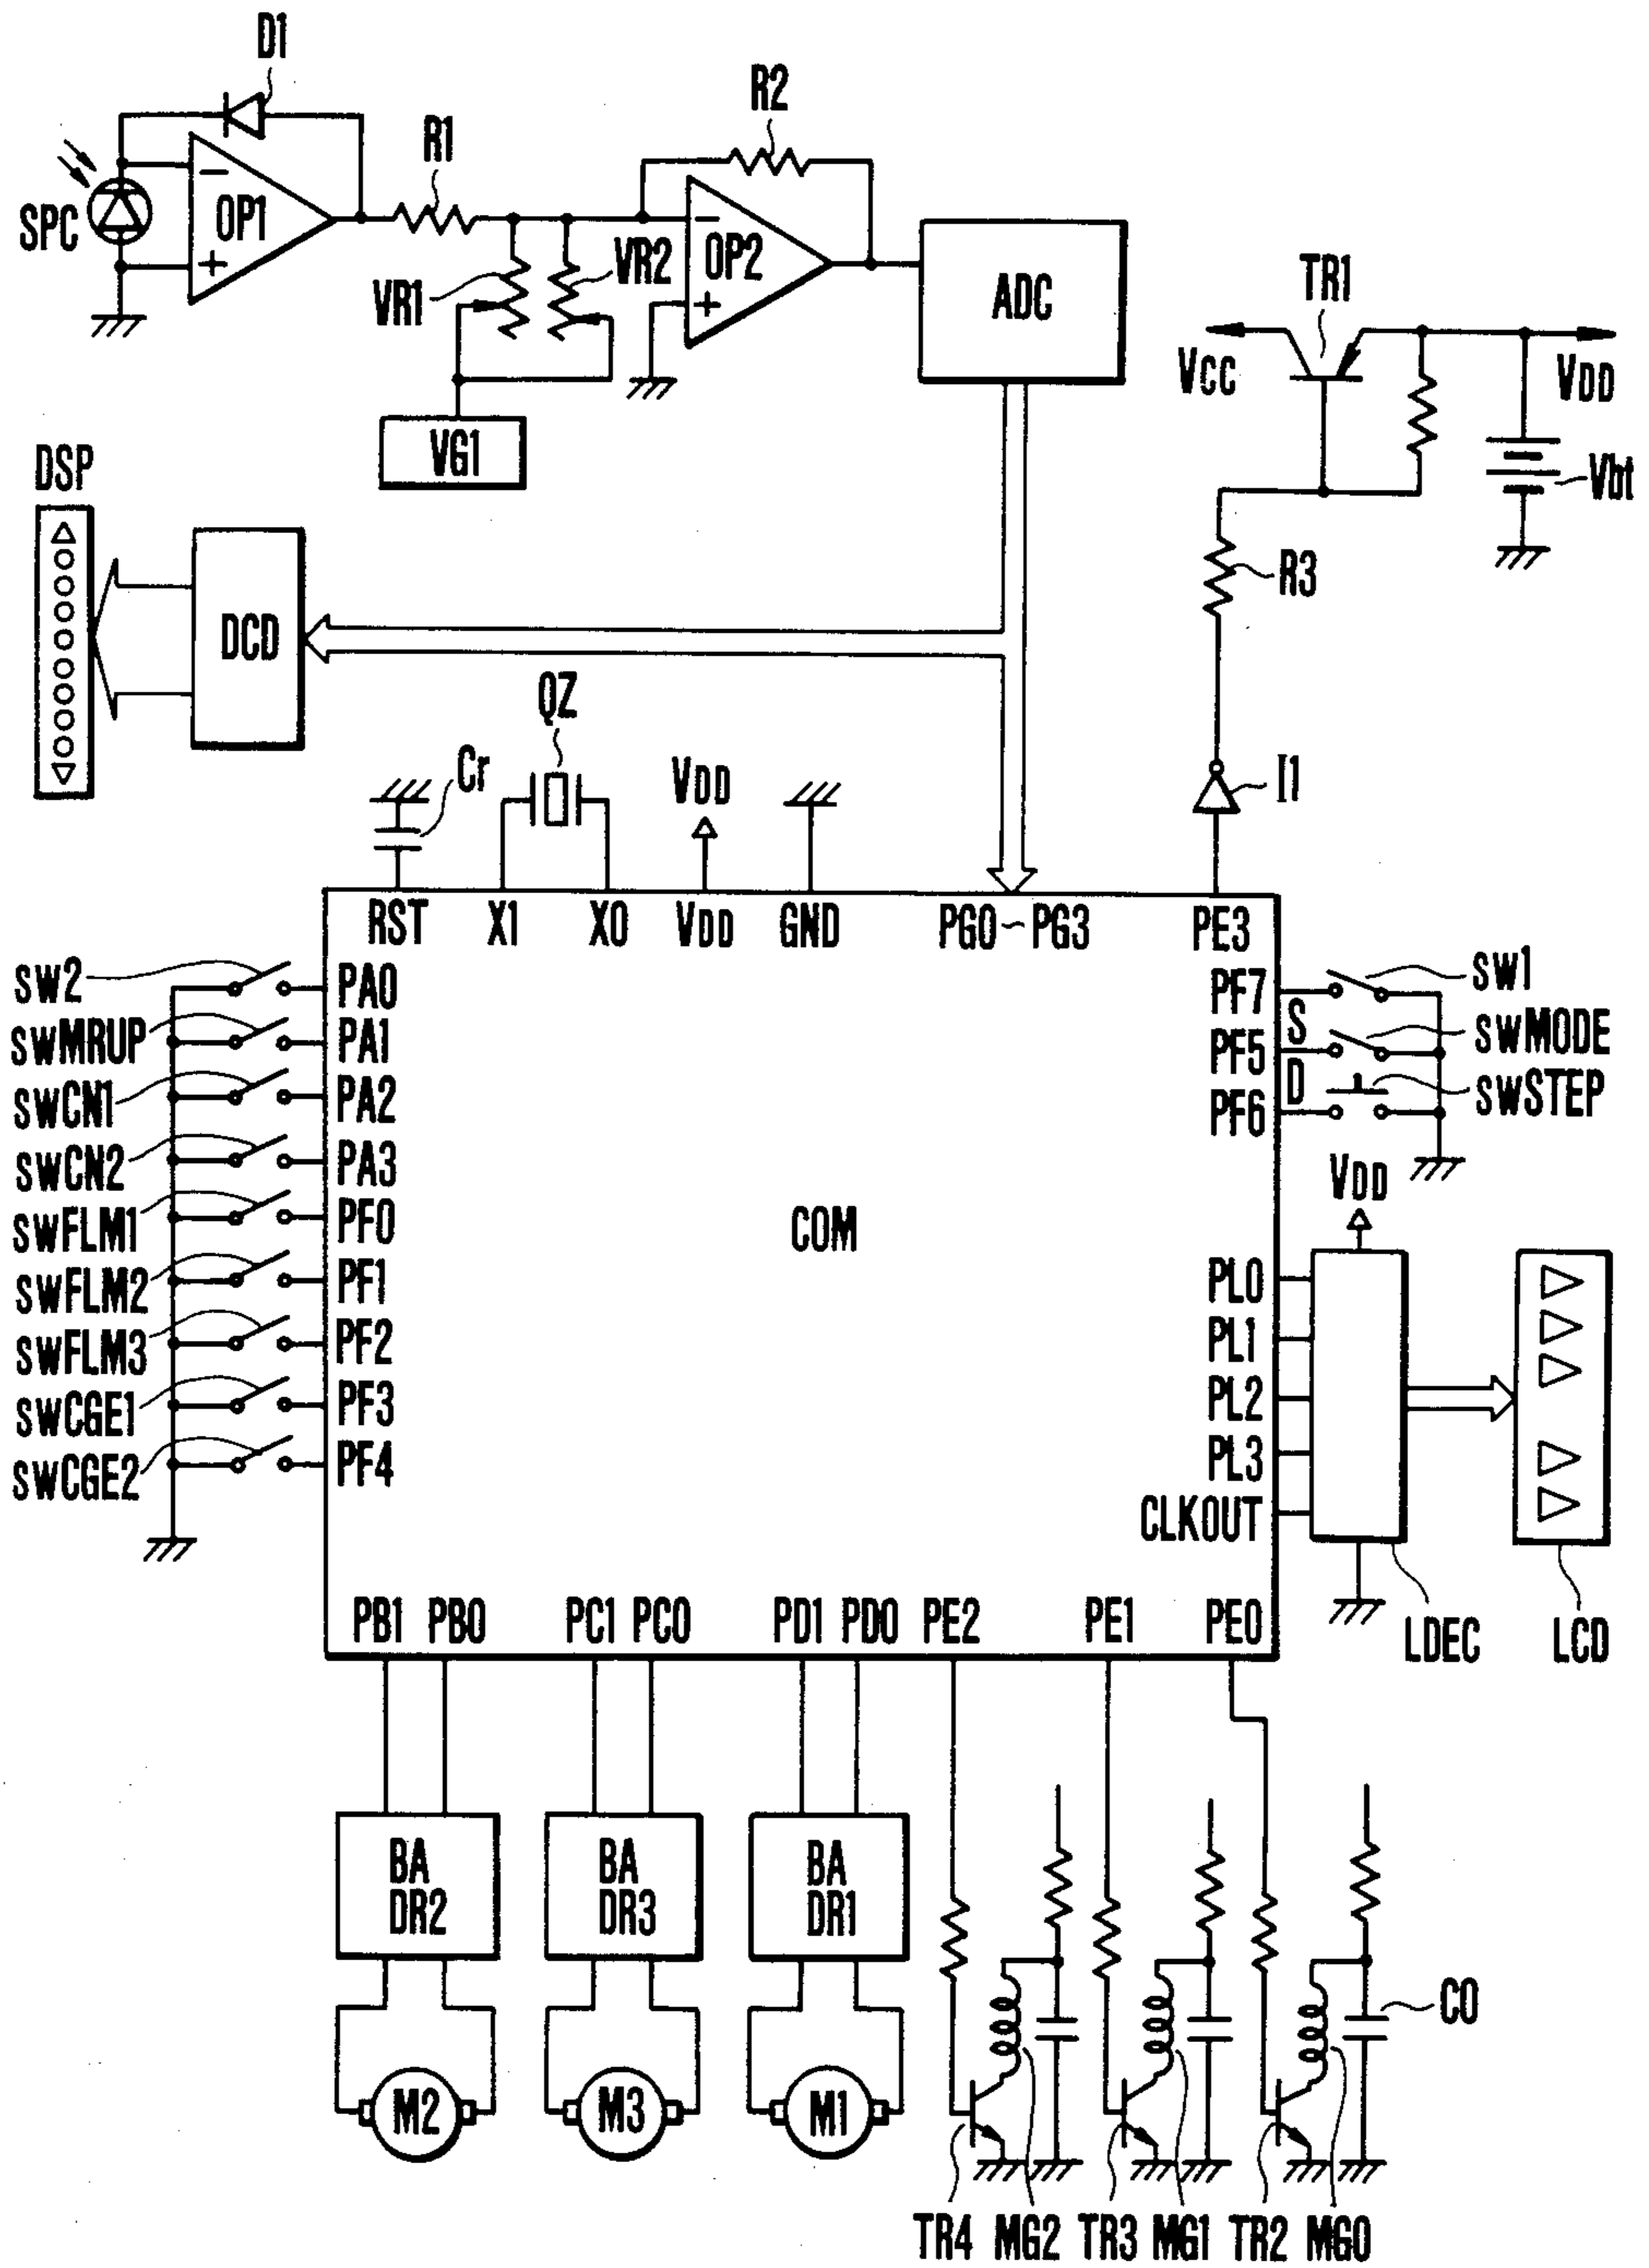 D1
R1
R2
SPC
−
OP1
+
VR1
VR2
−
OP2
+
ADC
TR1
VCC
VDD
VG1
Vbt
DSP
DCD
R3
QZ
Cr
VDD
I1
RST X1 X0 VDD GND PG0~PG3 PE3
SW2
PA0
PF7
SW1
SWMRUP
PA1
S
PF5
SWMODE
SWCN1
PA2
D
PF6
SWSTEP
SWCN2
PA3
VDD
SWFLM1
PF0
COM
SWFLM2
PF1
PL0
SWFLM3
PF2
PL1
SWCGE1
PF3
PL2
SWCGE2
PF4
PL3
CLKOUT
PB1 PB0 PC1 PC0 PD1 PD0 PE2 PE1 PE0
LDEC
LCD
BA
DR2
BA
DR3
BA
DR1
C0
M2
M3
M1
TR4 MG2 TR3 MG1 TR2 MG0